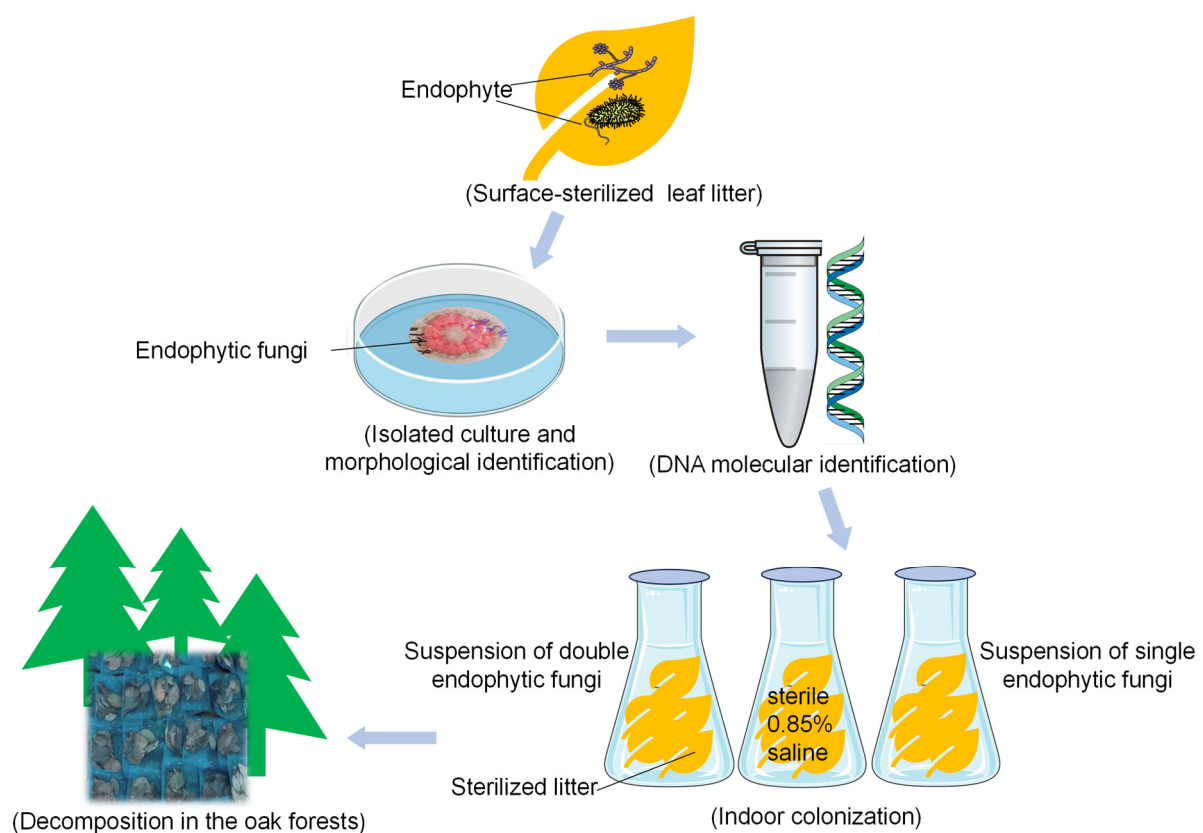 Endophyte
(Surface-sterilized leaf litter)
Endophytic fungi
(Isolated culture and
morphological identification)
(DNA molecular identification)
Suspension of double
endophytic fungi
sterile
0.85%
saline
Suspension of single
endophytic fungi
Sterilized litter
(Indoor colonization)
(Decomposition in the oak forests)